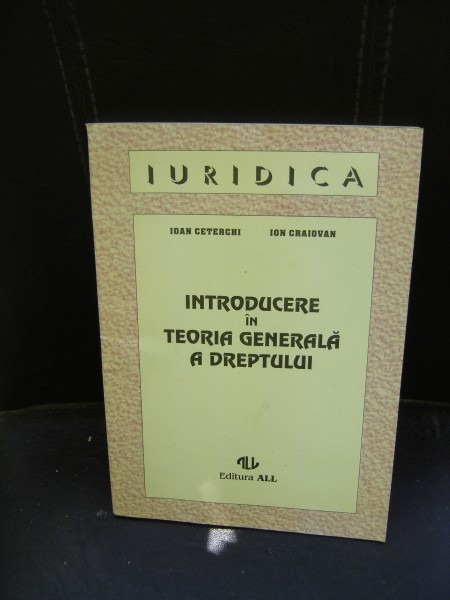 IURIDICA
IOAN CETERCHI ION CRAIOVAN
INTRODUCERE
ÎN
TEORIA GENERALĂ
A DREPTULUI
ALL
Editura ALL